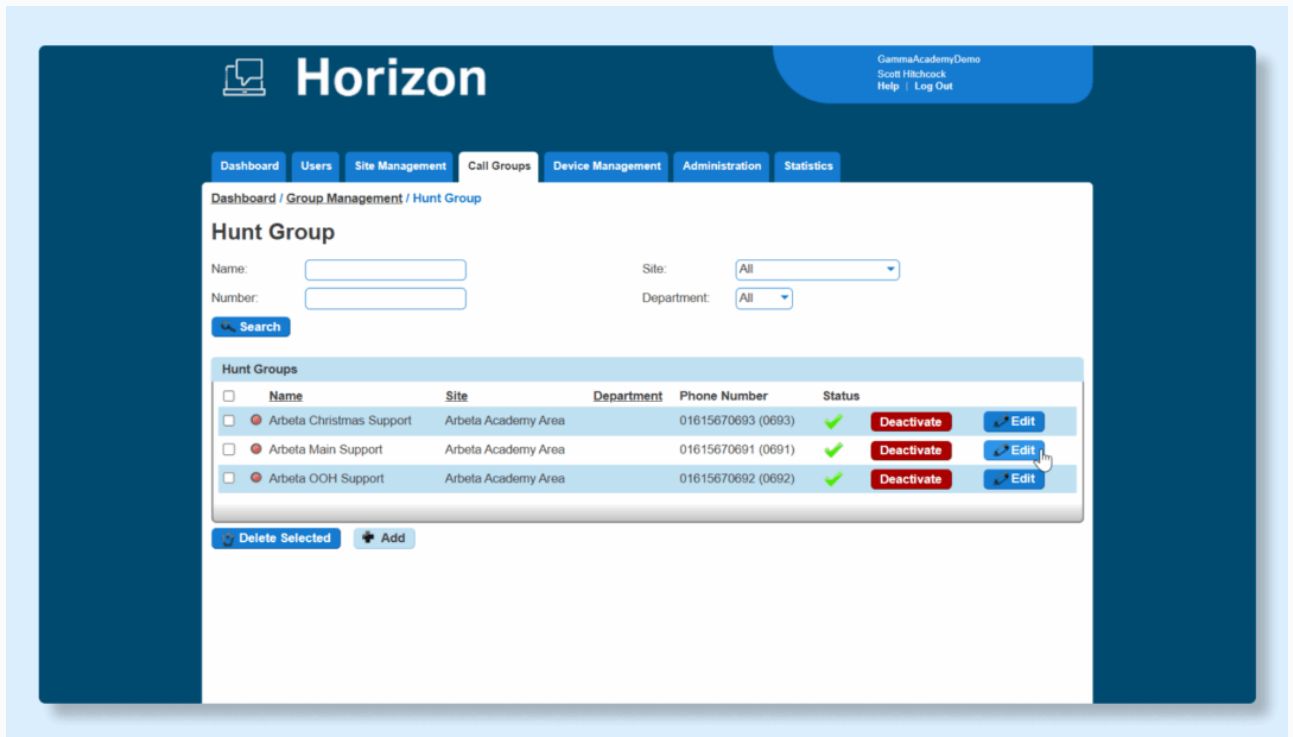 Horizon
GammaAcademyDemo
Scott Hitchcock
Help | Log Out
Dashboard Users Site Management Call Groups Device Management Administration Statistics
Dashboard / Group Management / Hunt Group
Hunt Group
Name: Site: All
Number: Department: All
Search
Hunt Groups
Name Site Department Phone Number Status
Arbeta Christmas Support Arbeta Academy Area 01615670693 (0693) Deactivate Edit
Arbeta Main Support Arbeta Academy Area 01615670691 (0691) Deactivate Edit
Arbeta OOH Support Arbeta Academy Area 01615670692 (0692) Deactivate Edit
Delete Selected Add